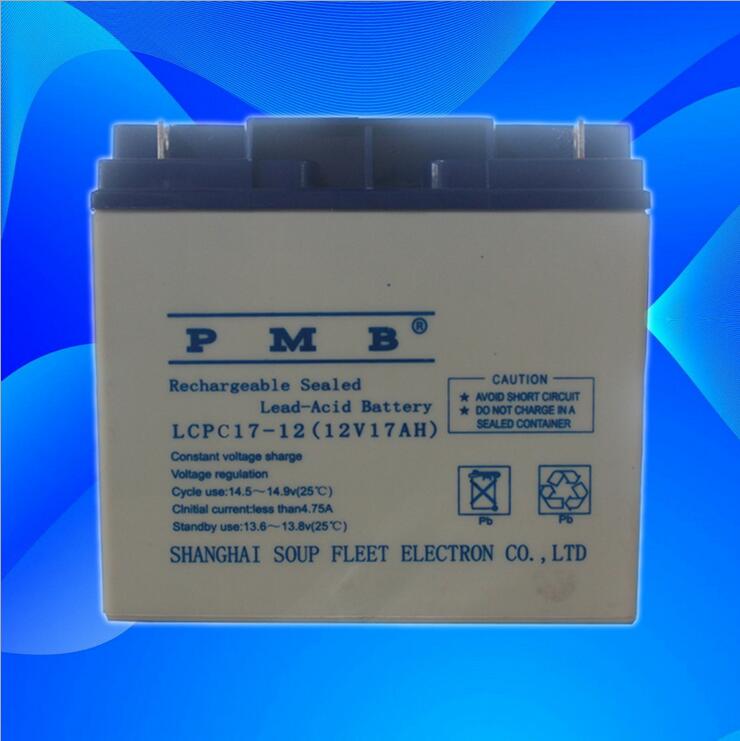 PMB®
Rechargeable Sealed
Lead-Acid Battery
LCPC17-12(12V17AH)
Constant voltage sharge
Voltage regulation
Cycle use:14.5～14.9v(25℃)
CInitial current:less than4.75A
Standby use:13.6～13.8v(25℃)
CAUTION
★ AVOID SHORT CIRCUIT
★ DO NOT CHARGE IN A
SEALED CONTAINER
Pb
Pb
SHANGHAI SOUP FLEET ELECTRON CO.,LTD